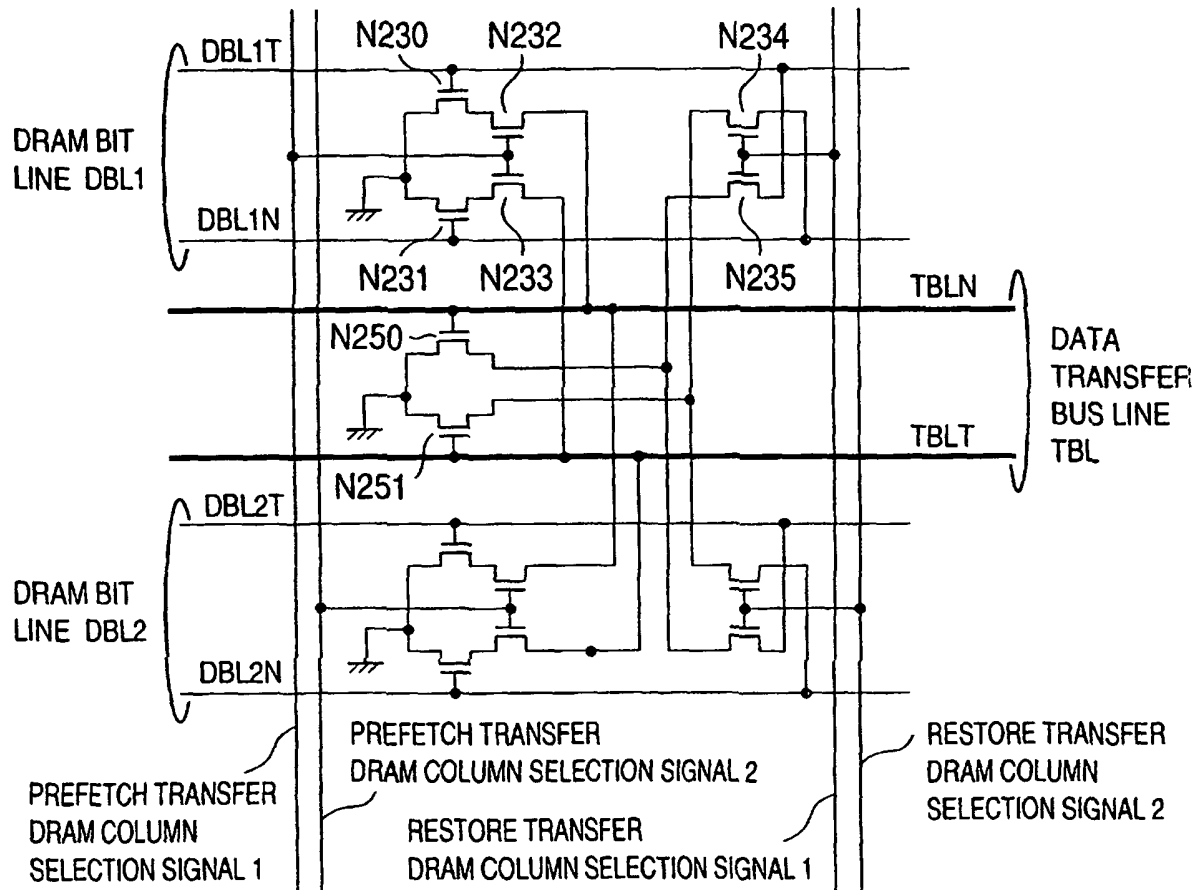 N230
N232
N234
DBL1T
DRAM BIT
LINE DBL1
DBL1N
N231
N233
N235
TBLN
N250
DATA
TRANSFER
BUS LINE
TBL
TBLT
N251
DBL2T
DRAM BIT
LINE DBL2
DBL2N
PREFETCH TRANSFER
DRAM COLUMN SELECTION SIGNAL 2
RESTORE TRANSFER
DRAM COLUMN
SELECTION SIGNAL 2
PREFETCH TRANSFER
DRAM COLUMN
SELECTION SIGNAL 1
RESTORE TRANSFER
DRAM COLUMN SELECTION SIGNAL 1